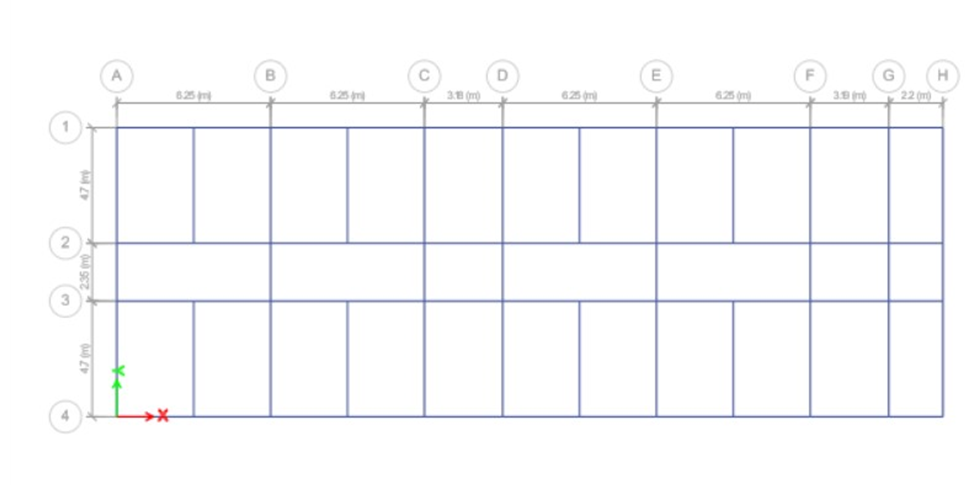 A B C D E F G H
6.25 (m) 6.25 (m) 3.18 (m) 6.25 (m) 6.25 (m) 3.19 (m) 2.2 (m)
1
4.7 (m)
2
2.35 (m)
3
4.7 (m)
4
X